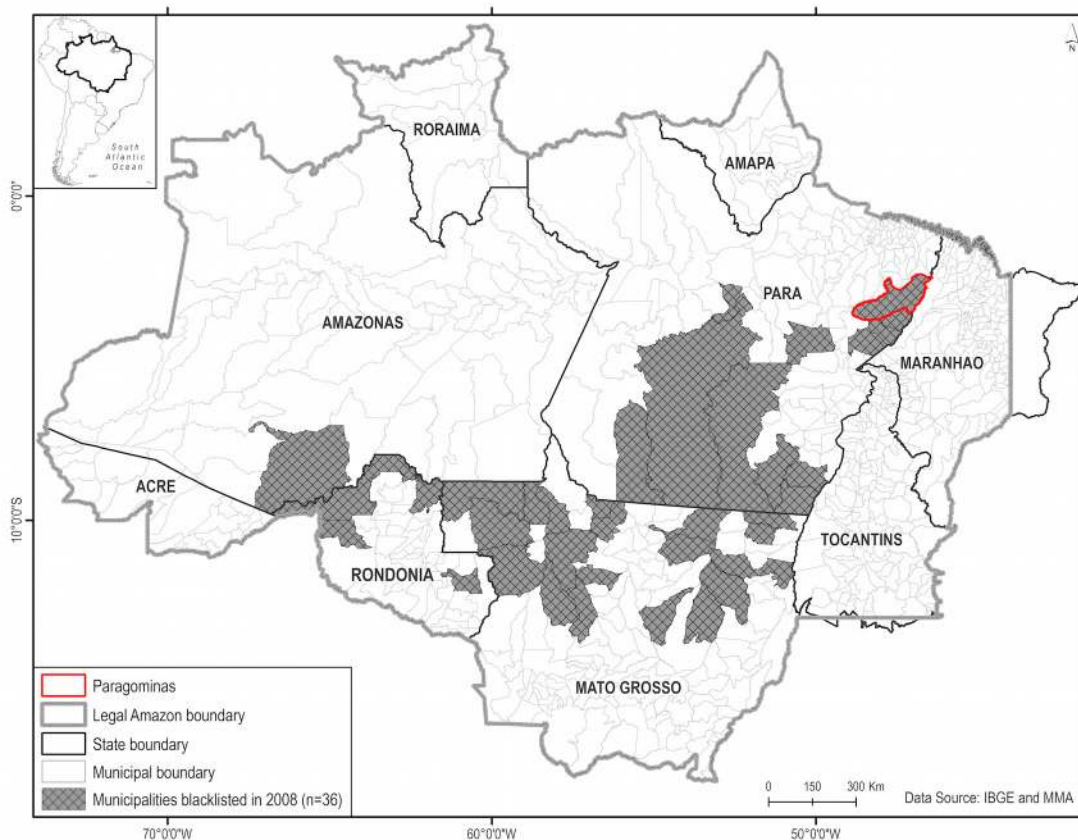 South
Atlantic
Ocean
N
RORAIMA
AMAPA
0°0'0"
PARA
AMAZONAS
MARANHAO
ACRE
10°0'0"S
TOCANTINS
RONDONIA
MATO GROSSO
Paragominas
Legal Amazon boundary
State boundary
Municipal boundary
Municipalities blacklisted in 2008 (n=36)
0 150 300 Km
Data Source: IBGE and MMA
70°0'0"W 60°0'0"W 50°0'0"W